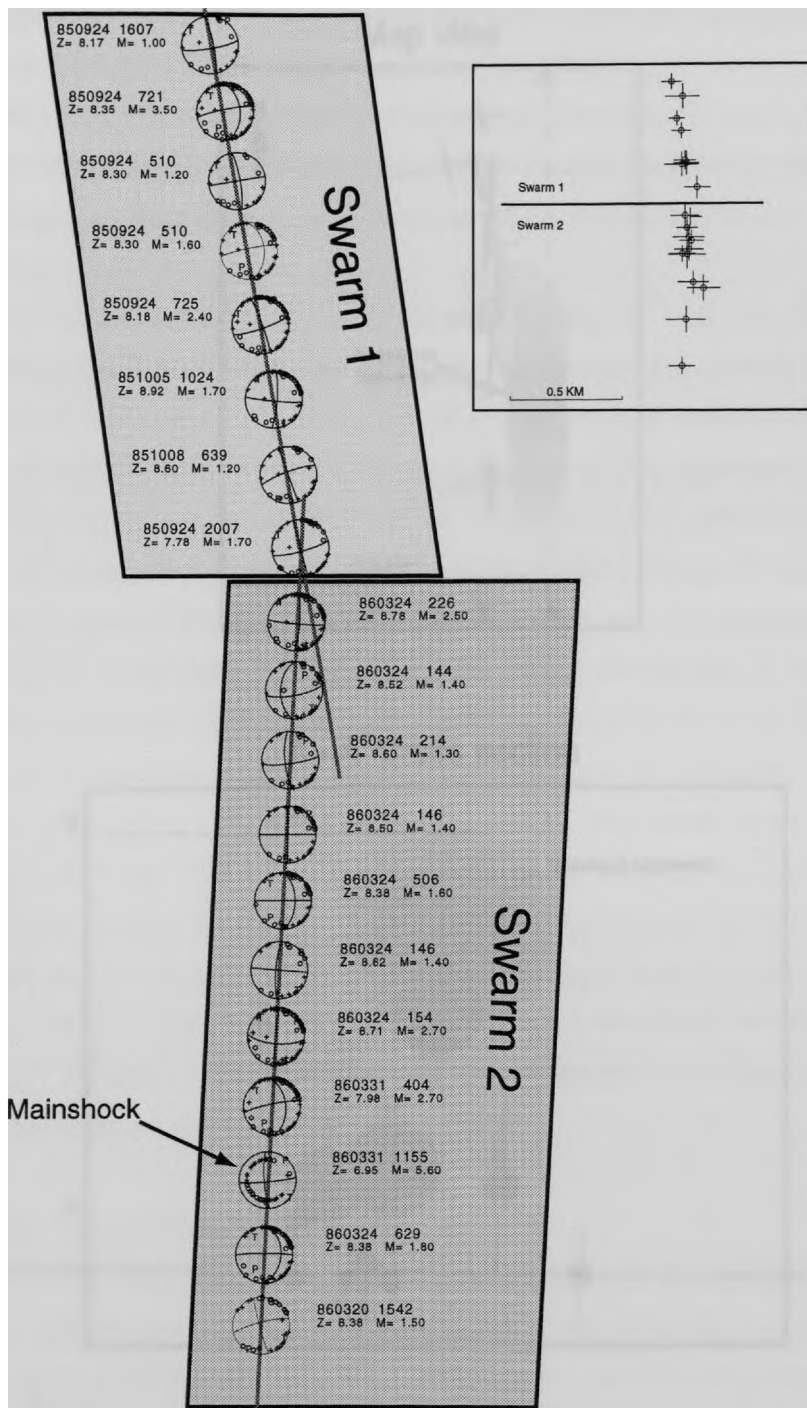 850924 1607
Z= 8.17 M= 1.00
850924 721
Z= 8.35 M= 3.50
850924 510
Z= 8.30 M= 1.20
850924 510
Z= 8.30 M= 1.60
850924 725
Z= 8.18 M= 2.40
851005 1024
Z= 8.92 M= 1.70
851008 639
Z= 8.60 M= 1.20
850924 2007
Z= 7.78 M= 1.70
Swarm 1
Swarm 1
Swarm 2
0.5 KM
860324 226
Z= 8.78 M= 2.50
860324 144
Z= 8.52 M= 1.40
860324 214
Z= 8.60 M= 1.30
860324 146
Z= 8.50 M= 1.40
860324 506
Z= 8.38 M= 1.60
860324 146
Z= 8.62 M= 1.40
860324 154
Z= 8.71 M= 2.70
860331 404
Z= 7.98 M= 2.70
860331 1155
Z= 6.95 M= 5.60
860324 629
Z= 8.38 M= 1.80
860320 1542
Z= 8.38 M= 1.50
Swarm 2
Mainshock